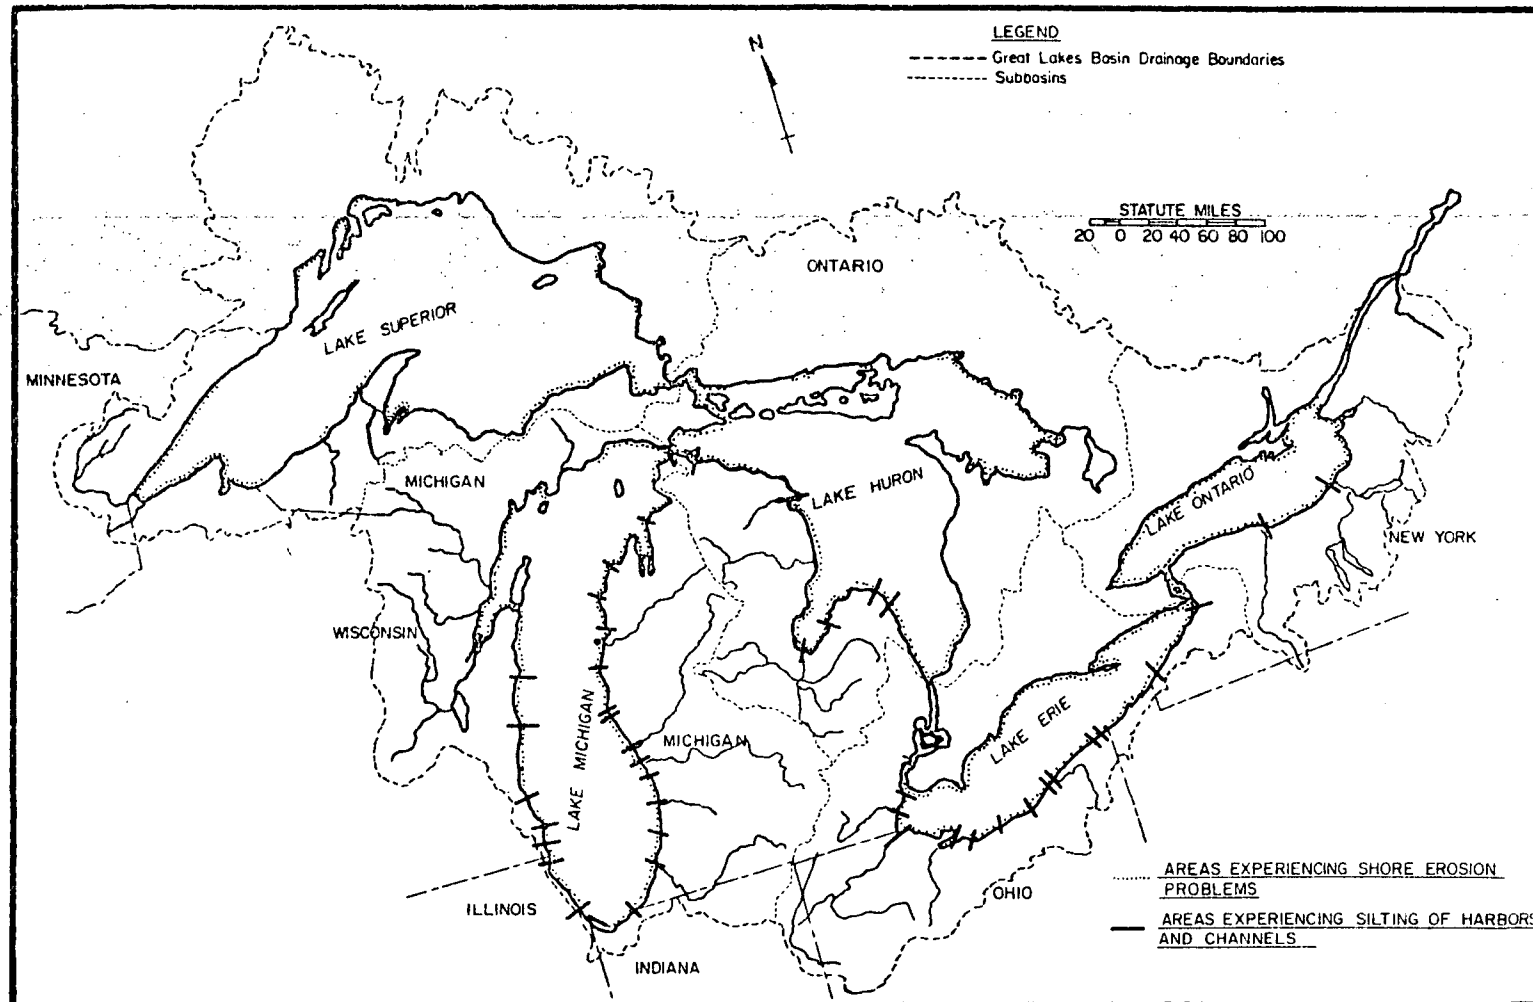 LEGEND
Great Lakes Basin Drainage Boundaries
Subbasins
N
STATUTE MILES
20 0 20 40 60 80 100
ONTARIO
LAKE SUPERIOR
MINNESOTA
MICHIGAN
LAKE HURON
LAKE ONTARIO
NEW YORK
WISCONSIN
LAKE MICHIGAN
MICHIGAN
LAKE ERIE
AREAS EXPERIENCING SHORE EROSION
PROBLEMS
OHIO
ILLINOIS
AREAS EXPERIENCING SILTING OF HARBORS
AND CHANNELS
INDIANA